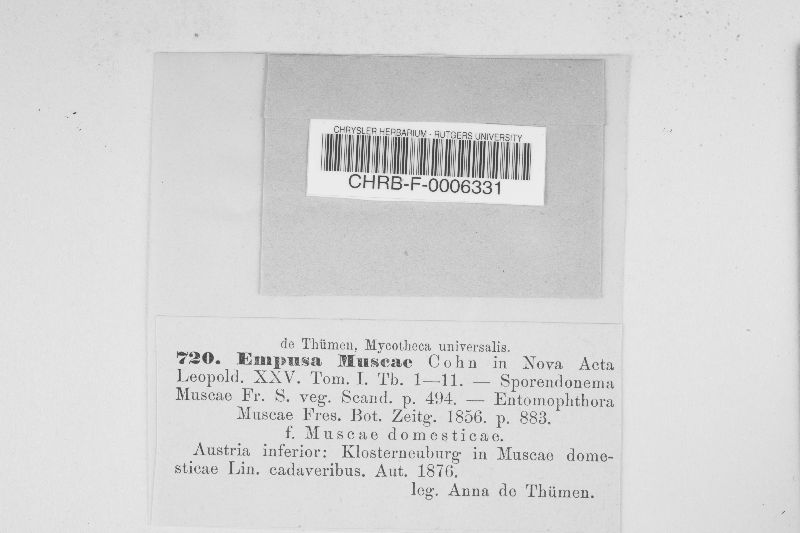 CHRYSLER HERBARIUM - RUTGERS UNIVERSITY
CHRB-F-0006331
de Thümen, Mycotheca universalis.
720. Empusa Muscae Cohn in Nova Acta
Leopold. XXV. Tom. I. Tb. 1—11. — Sporendonema
Muscae Fr. S. veg. Scand. p. 494. — Entomophthora
Muscae Fres. Bot. Zeitg. 1856. p. 883.
f. Muscae domesticae.
Austria inferior: Klosterneuburg in Muscae dome-
sticae Lin. cadaveribus. Aut. 1876.
leg. Anna de Thümen.